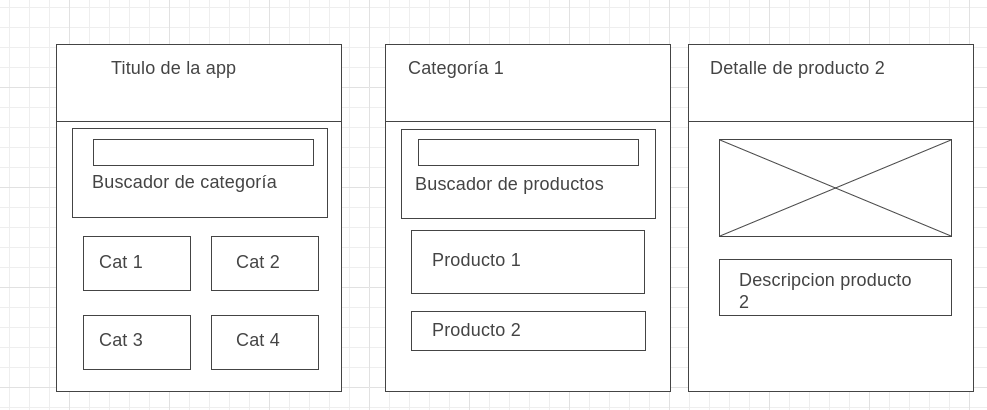 Titulo de la app
Buscador de categoría
Cat 1
Cat 2
Cat 3
Cat 4
Categoría 1
Buscador de productos
Producto 1
Producto 2
Detalle de producto 2
Descripcion producto
2